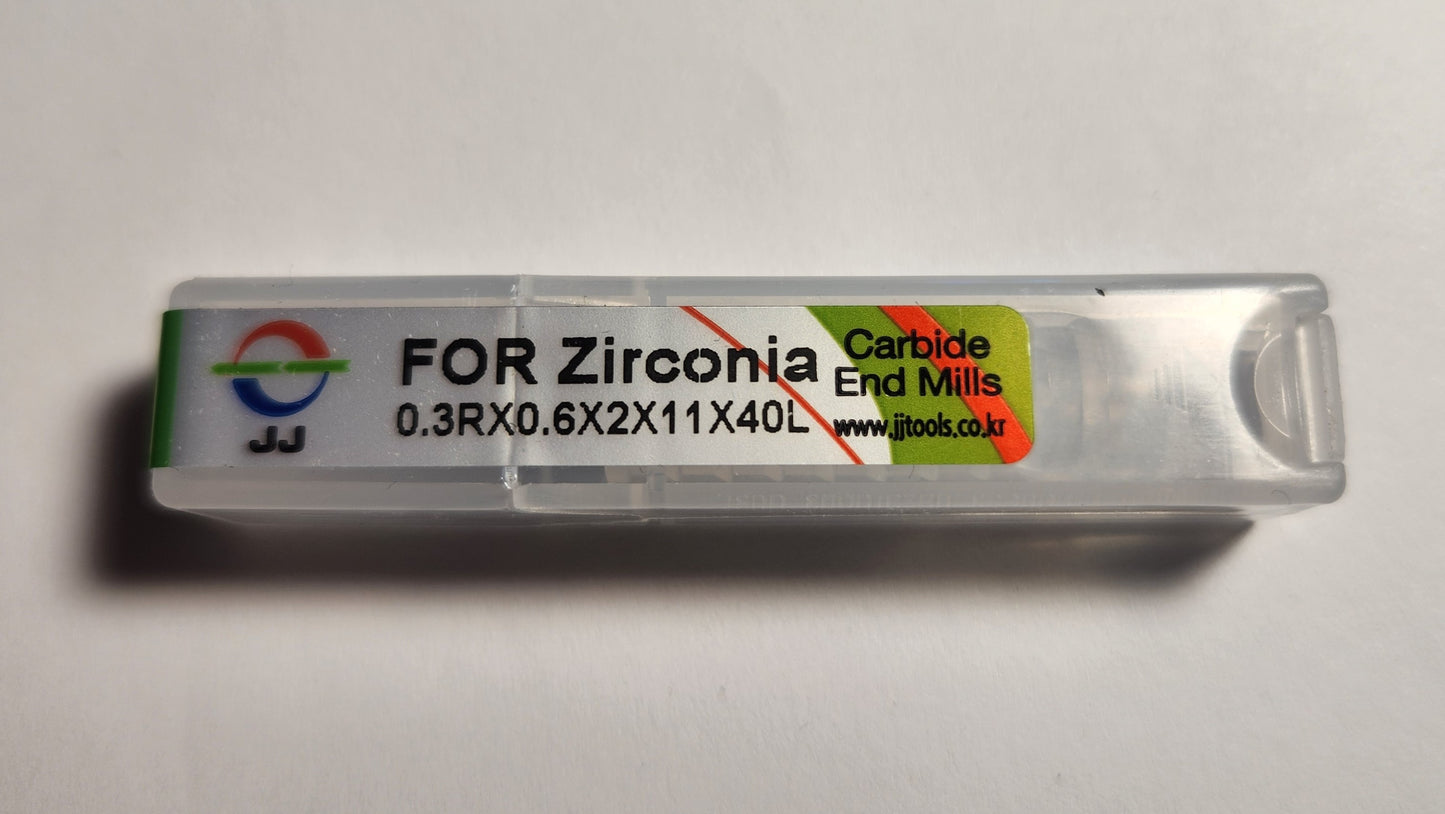 JJ
FOR Zirconia
0.3RX0.6X2X11X40L
Carbide
End Mills
www.jjtools.co.kr